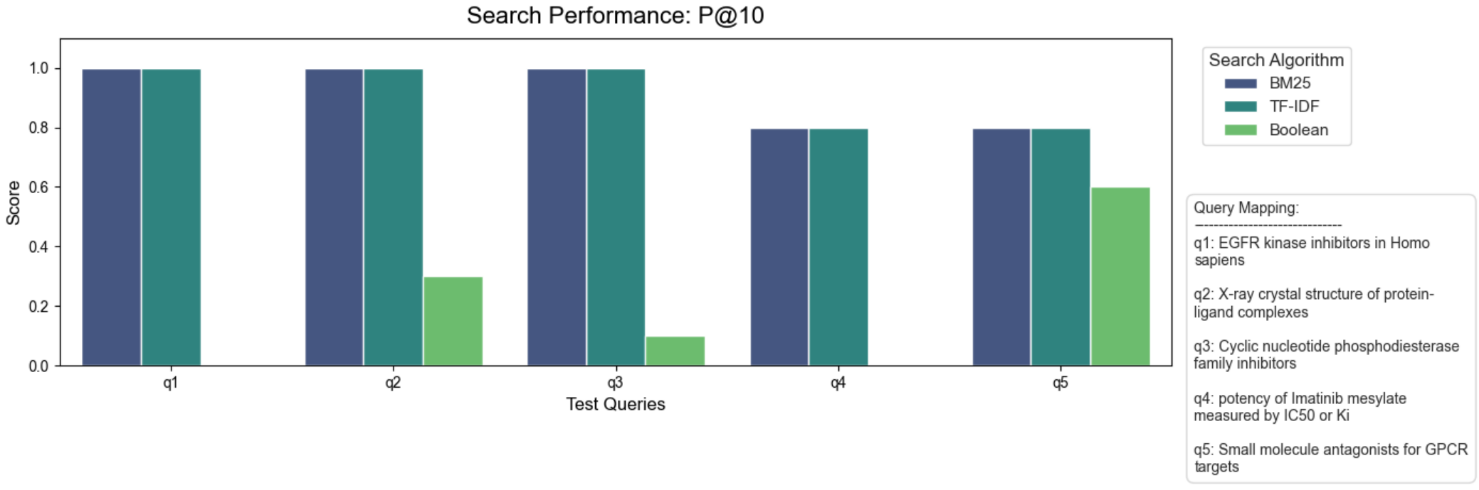 Search Performance: P@10
Score
1.0
0.8
0.6
0.4
0.2
0.0
q1
q2
q3
q4
q5
Test Queries
Search Algorithm
BM25
TF-IDF
Boolean
Query Mapping:
------------------------------
q1: EGFR kinase inhibitors in Homo
sapiens
q2: X-ray crystal structure of protein-
ligand complexes
q3: Cyclic nucleotide phosphodiesterase
family inhibitors
q4: potency of Imatinib mesylate
measured by IC50 or Ki
q5: Small molecule antagonists for GPCR
targets